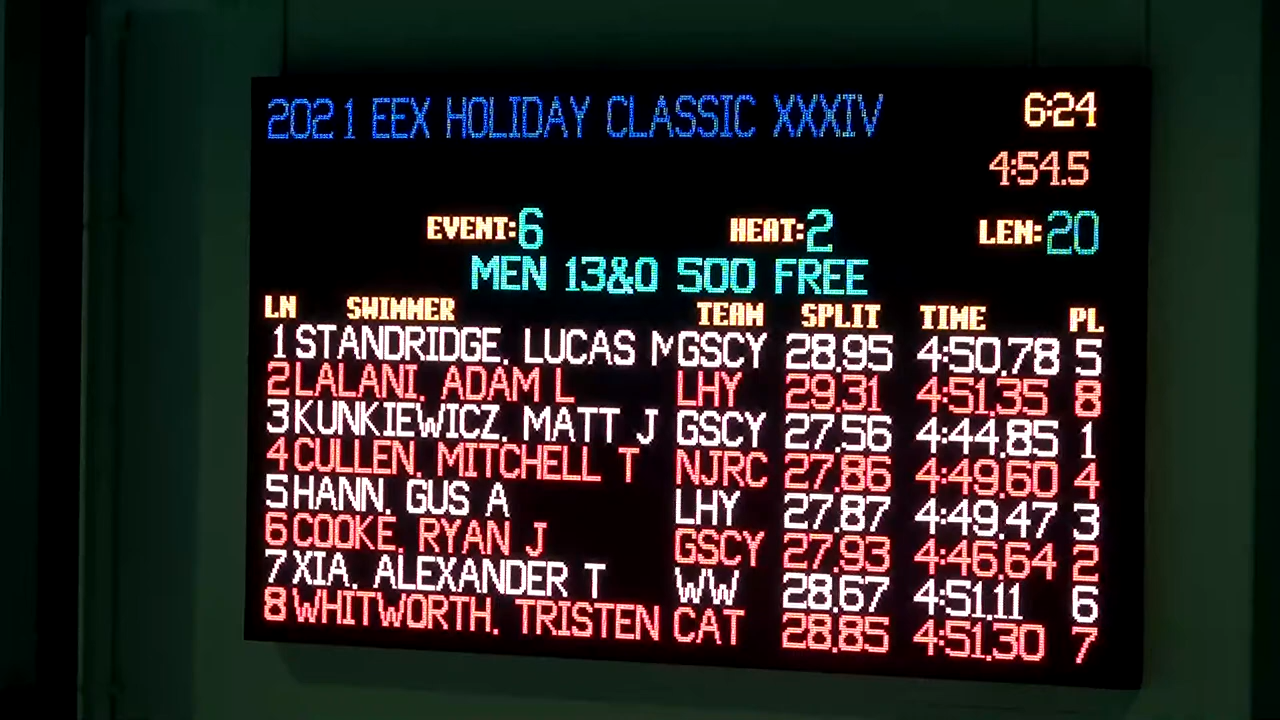 2021 EEX HOLIDAY CLASSIC XXXIV 6:24
4:54.5
EVENT:6 HEAT:2 LEN:20
MEN 13&O 500 FREE
LN SWIMMER TEAM SPLIT TIME PL
1 STANDRIDGE, LUCAS M GSCY 28.95 4:50.78 5
2 LALANI, ADAM L LHY 29.31 4:51.35 8
3 KUNKIEWICZ, MATT J GSCY 27.56 4:44.85 1
4 CULLEN, MITCHELL T NJRC 27.86 4:49.60 4
5 HANN, GUS A LHY 27.87 4:49.47 3
6 COOKE, RYAN J GSCY 27.93 4:46.64 2
7 XIA, ALEXANDER T WW 28.67 4:51.11 6
8 WHITWORTH, TRISTEN CAT 28.85 4:51.30 7